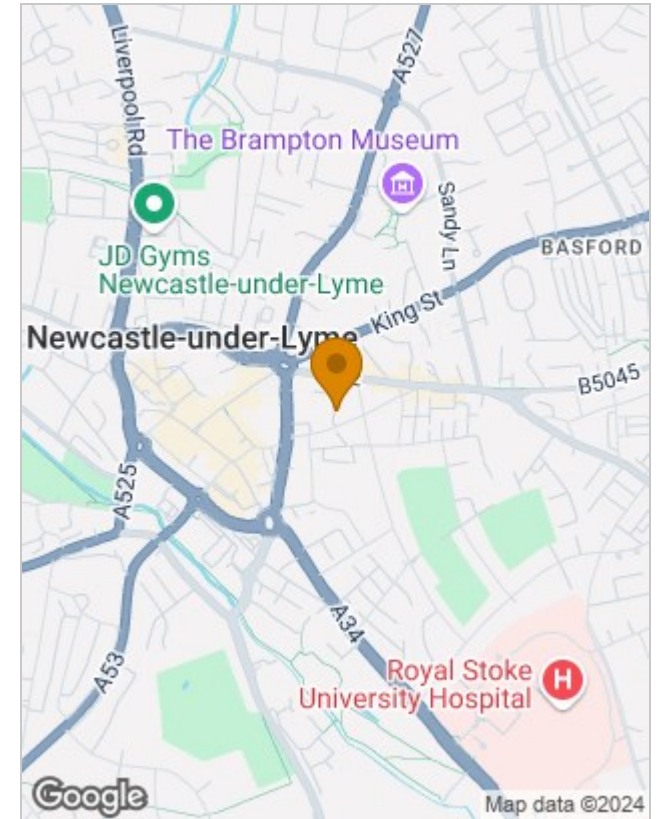 Liverpool Rd
A527
The Brampton Museum
Sandy Ln
BASFORD
JD Gyms
Newcastle-under-Lyme
King St
Newcastle-under-Lyme
B5045
A525
A34
A53
Royal Stoke
University Hospital
H
Google
Map data ©2024